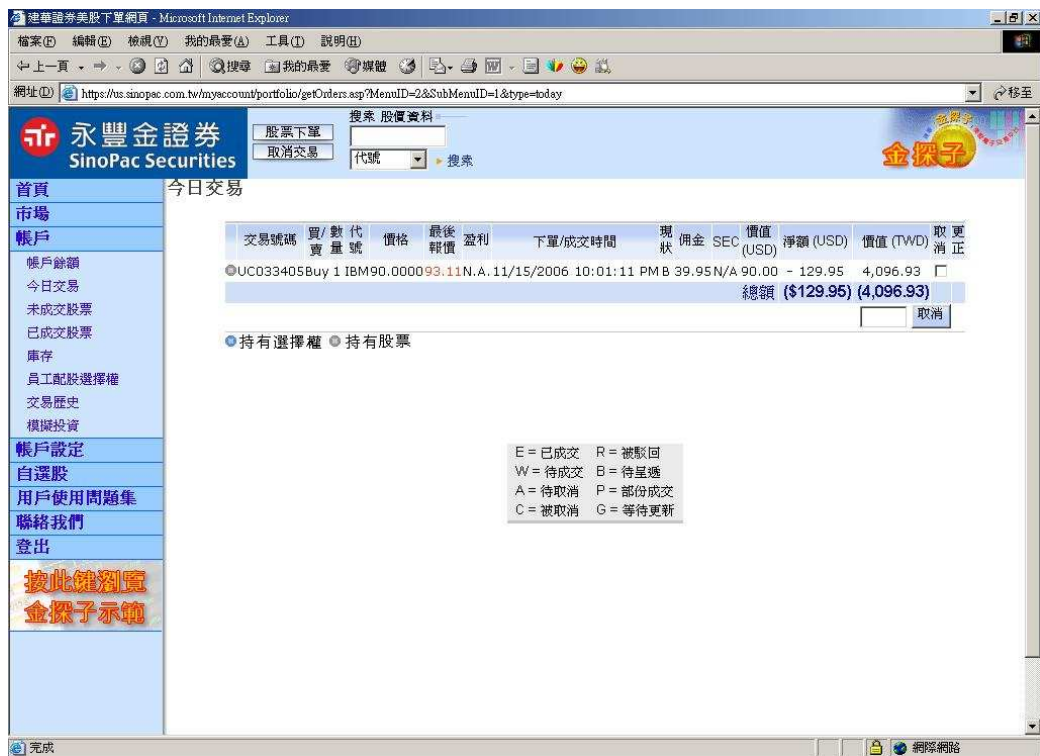 建華證券美股下單網頁 - Microsoft Internet Explorer
檔案(F) 編輯(E) 檢視(V) 我的最愛(A) 工具(T) 說明(H)
上一頁 搜尋 我的最愛 媒體
網址(D) https://us.sinopac.com.tw/myaccount/portfolio/getOrders.asp?MenuID=2&SubMenuID=1&type=today 移至
永豐金證券
SinoPac Securities
股票下單
取消交易
搜索 股價資料
代號 搜索
金探子
首頁
市場
帳戶
帳戶餘額
今日交易
未成交股票
已成交股票
庫存
員工配股選擇權
交易歷史
模擬投資
帳戶設定
自選股
用戶使用問題集
聯絡我們
登出
按此鍵瀏覽
金探子示範
今日交易
交易號碼 買/賣 數量 代號 價格 最後報價 盈利 下單/成交時間 現狀 佣金 SEC 價值 (USD) 淨額 (USD) 價值 (TWD) 取消 更正
UC033405 Buy 1 IBM 90.0000 93.11 N.A. 11/15/2006 10:01:11 PM B 39.95 N/A 90.00 - 129.95 4,096.93
總額 ($129.95) (4,096.93)
取消
持有選擇權 持有股票
E = 已成交 R = 被駁回
W = 待成交 B = 待呈遞
A = 待取消 P = 部份成交
C = 被取消 G = 等待更新
完成 網際網路